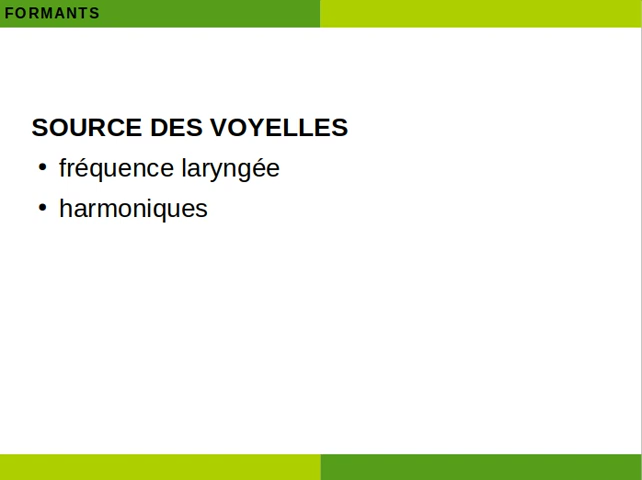 FORMANTS
SOURCE DES VOYELLES
• fréquence laryngée
• harmoniques